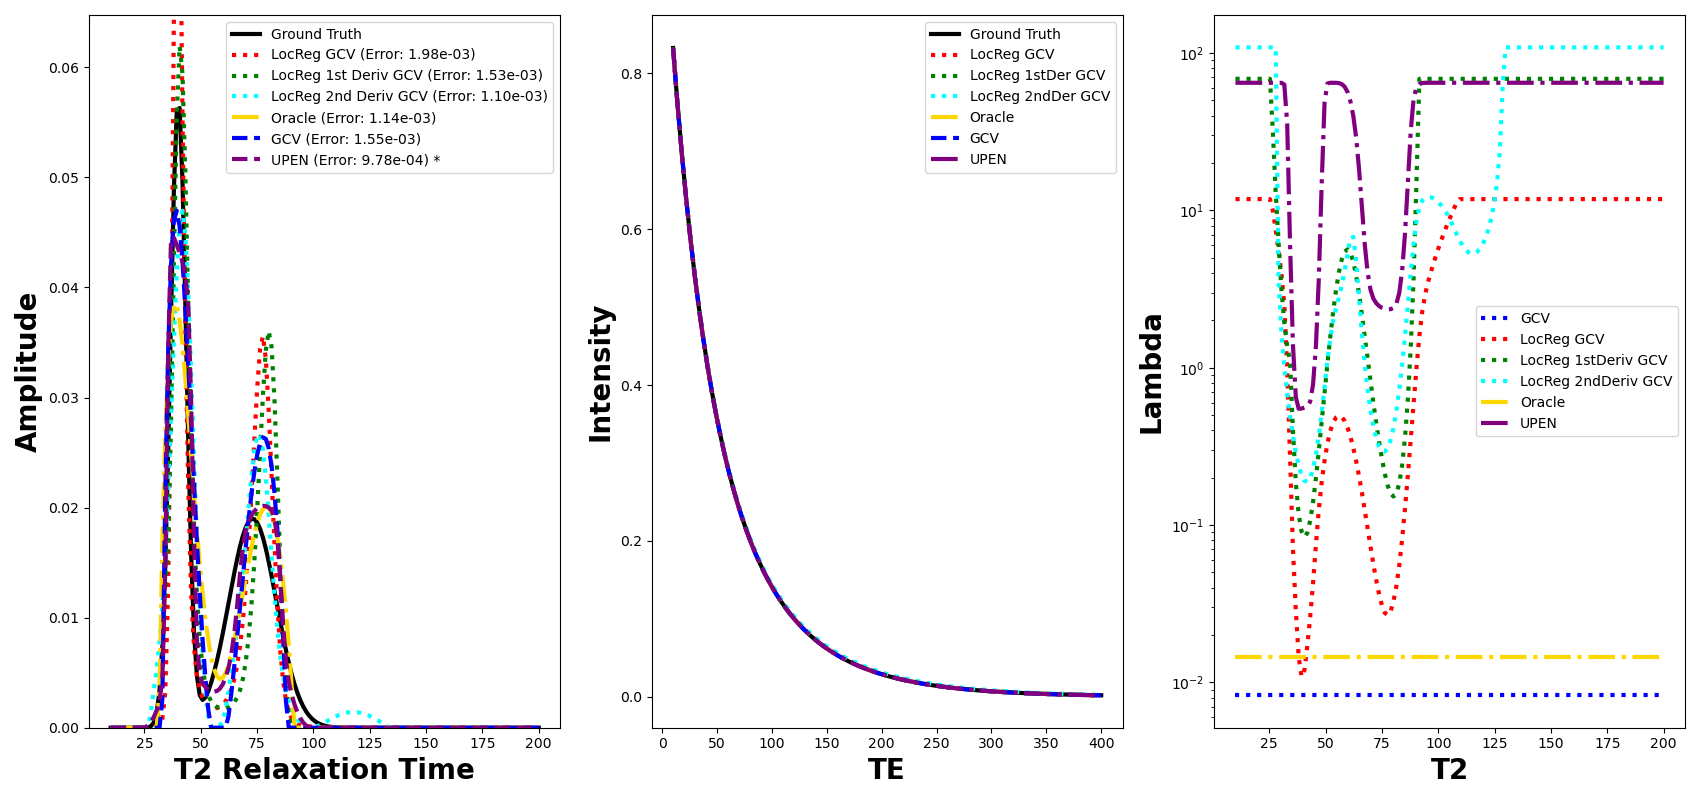 Amplitude
0.06
0.05
0.04
0.03
0.02
0.01
0.00
Ground Truth
LocReg GCV (Error: 1.98e-03)
LocReg 1st Deriv GCV (Error: 1.53e-03)
LocReg 2nd Deriv GCV (Error: 1.10e-03)
Oracle (Error: 1.14e-03)
GCV (Error: 1.55e-03)
UPEN (Error: 9.78e-04) *
25 50 75 100 125 150 175 200
T2 Relaxation Time
Intensity
0.8
0.6
0.4
0.2
0.0
Ground Truth
LocReg GCV
LocReg 1stDer GCV
LocReg 2ndDer GCV
Oracle
GCV
UPEN
0 50 100 150 200 250 300 350 400
TE
Lambda
10²
10¹
10⁰
10⁻¹
10⁻²
GCV
LocReg GCV
LocReg 1stDeriv GCV
LocReg 2ndDeriv GCV
Oracle
UPEN
25 50 75 100 125 150 175 200
T2